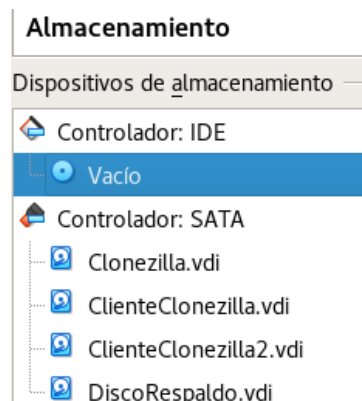 Almacenamiento
Dispositivos de almacenamiento
Controlador: IDE
Vacío
Controlador: SATA
Clonezilla.vdi
ClienteClonezilla.vdi
ClienteClonezilla2.vdi
DiscoRespaldo.vdi